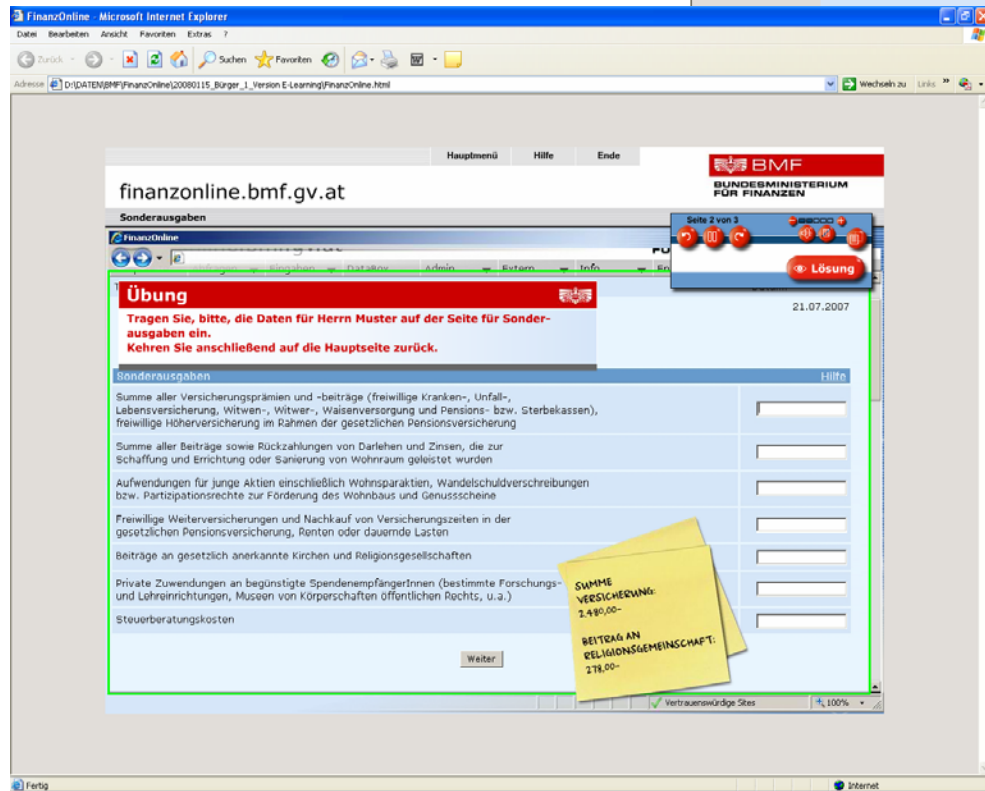 FinanzOnline - Microsoft Internet Explorer
Datei Bearbeiten Ansicht Favoriten Extras ?
Zurück Suchen Favoriten
Adresse D:\DATEN\BMF\FinanzOnline\20080115_Bürger_1_Version E-Learning\FinanzOnline.html Wechseln zu Links »
Hauptmenü Hilfe Ende
BMF
BUNDESMINISTERIUM
FÜR FINANZEN
finanzonline.bmf.gv.at
Sonderausgaben
Seite 2 von 3
Lösung
FinanzOnline
Abfragen Eingaben DataBox Admin Extern Info
21.07.2007
Übung
Tragen Sie, bitte, die Daten für Herrn Muster auf der Seite für Sonder-
ausgaben ein.
Kehren Sie anschließend auf die Hauptseite zurück.
Sonderausgaben Hilfe
Summe aller Versicherungsprämien und -beiträge (freiwillige Kranken-, Unfall-,
Lebensversicherung, Witwen-, Witwer-, Waisenversorgung und Pensions- bzw. Sterbekassen),
freiwillige Höherversicherung im Rahmen der gesetzlichen Pensionsversicherung
Summe aller Beiträge sowie Rückzahlungen von Darlehen und Zinsen, die zur
Schaffung und Errichtung oder Sanierung von Wohnraum geleistet wurden
Aufwendungen für junge Aktien einschließlich Wohnsparaktien, Wandelschuldverschreibungen
bzw. Partizipationsrechte zur Förderung des Wohnbaus und Genussscheine
Freiwillige Weiterversicherungen und Nachkauf von Versicherungszeiten in der
gesetzlichen Pensionsversicherung, Renten oder dauernde Lasten
Beiträge an gesetzlich anerkannte Kirchen und Religionsgesellschaften
Private Zuwendungen an begünstigte SpendenempfängerInnen (bestimmte Forschungs-
und Lehreinrichtungen, Museen von Körperschaften öffentlichen Rechts, u.a.)
Steuerberatungskosten
SUMME
VERSICHERUNG:
2.480,00-
BEITRAG AN
RELIGIONSGEMEINSCHAFT:
278,00-
Weiter
Vertrauenswürdige Sites 100%
Fertig Internet